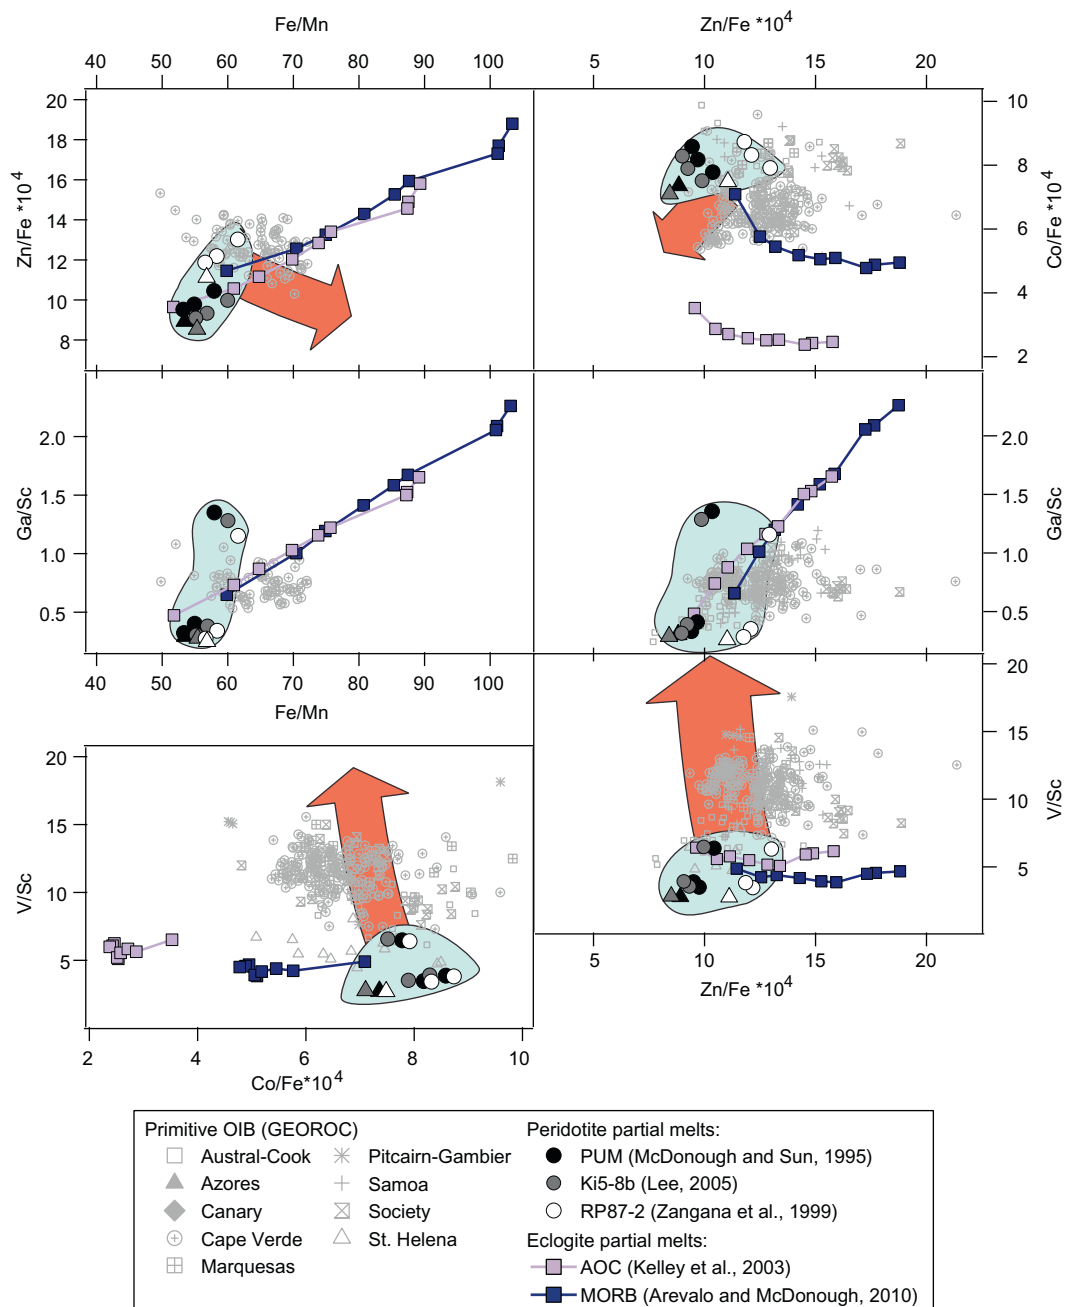 Fe/Mn
Zn/Fe *10^4
40 50 60 70 80 90 100
5 10 15 20
20
18
16
14
12
10
8
Zn/Fe *10^4
10
8
6
4
2
Co/Fe *10^4
2.0
1.5
1.0
0.5
Ga/Sc
2.0
1.5
1.0
0.5
Ga/Sc
40 50 60 70 80 90 100
Fe/Mn
20
15
10
5
V/Sc
20
15
10
5
V/Sc
5 10 15 20
Zn/Fe *10^4
2 4 6 8 10
Co/Fe*10^4
Primitive OIB (GEOROC)
Austral-Cook
Azores
Canary
Cape Verde
Marquesas
Pitcairn-Gambier
Samoa
Society
St. Helena
Peridotite partial melts:
PUM (McDonough and Sun, 1995)
Ki5-8b (Lee, 2005)
RP87-2 (Zangana et al., 1999)
Eclogite partial melts:
AOC (Kelley et al., 2003)
MORB (Arevalo and McDonough, 2010)